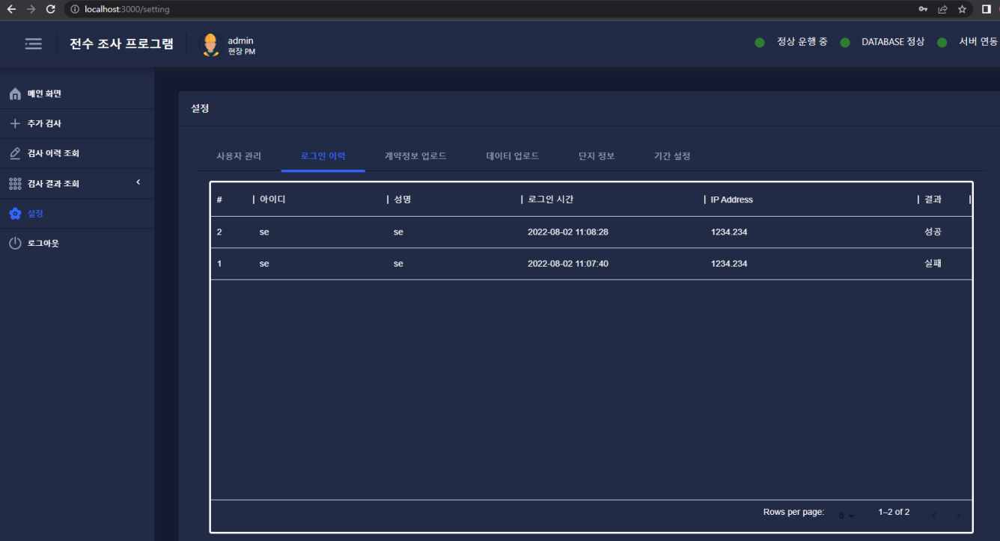 localhost:3000/setting
전수 조사 프로그램
admin
현장 PM
정상 운행 중
DATABASE 정상
서버 연동
메인 화면
추가 검사
검사 이력 조회
검사 결과 조회
설정
로그아웃
설정
사용자 관리 로그인 이력 계약정보 업로드 데이터 업로드 단지 정보 기간 설정
# 아이디 성명 로그인 시간 IP Address 결과
2 se se 2022-08-02 11:08:28 1234.234 성공
1 se se 2022-08-02 11:07:40 1234.234 실패
Rows per page: 8 1–2 of 2